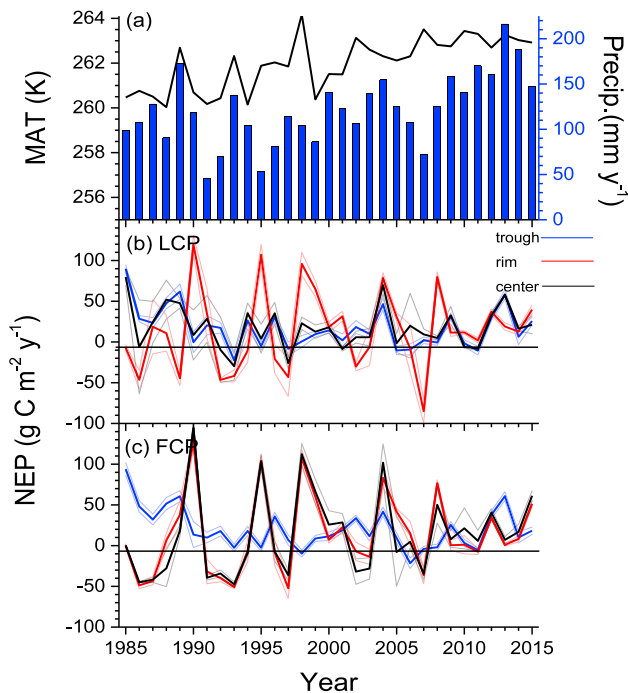 (a)
264
262
260
258
256
MAT (K)
200
150
100
50
0
Precip.(mm y⁻¹)
(b) LCP
trough
rim
center
100
50
0
-50
-100
(c) FCP
100
50
0
-50
-100
NEP (g C m⁻² y⁻¹)
1985 1990 1995 2000 2005 2010 2015
Year